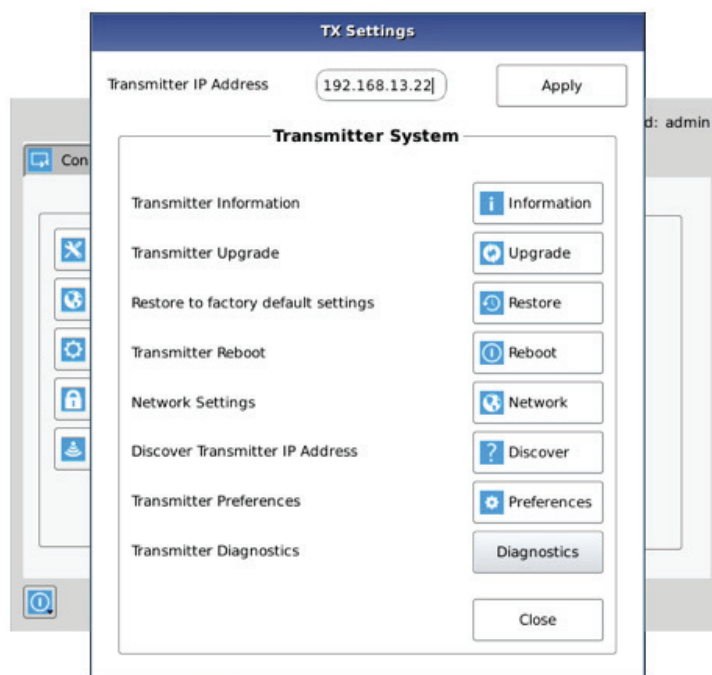 TX Settings
Transmitter IP Address 192.168.13.22 Apply
d: admin
Con
Transmitter System
Transmitter Information Information
Transmitter Upgrade Upgrade
Restore to factory default settings Restore
Transmitter Reboot Reboot
Network Settings Network
Discover Transmitter IP Address Discover
Transmitter Preferences Preferences
Transmitter Diagnostics Diagnostics
Close